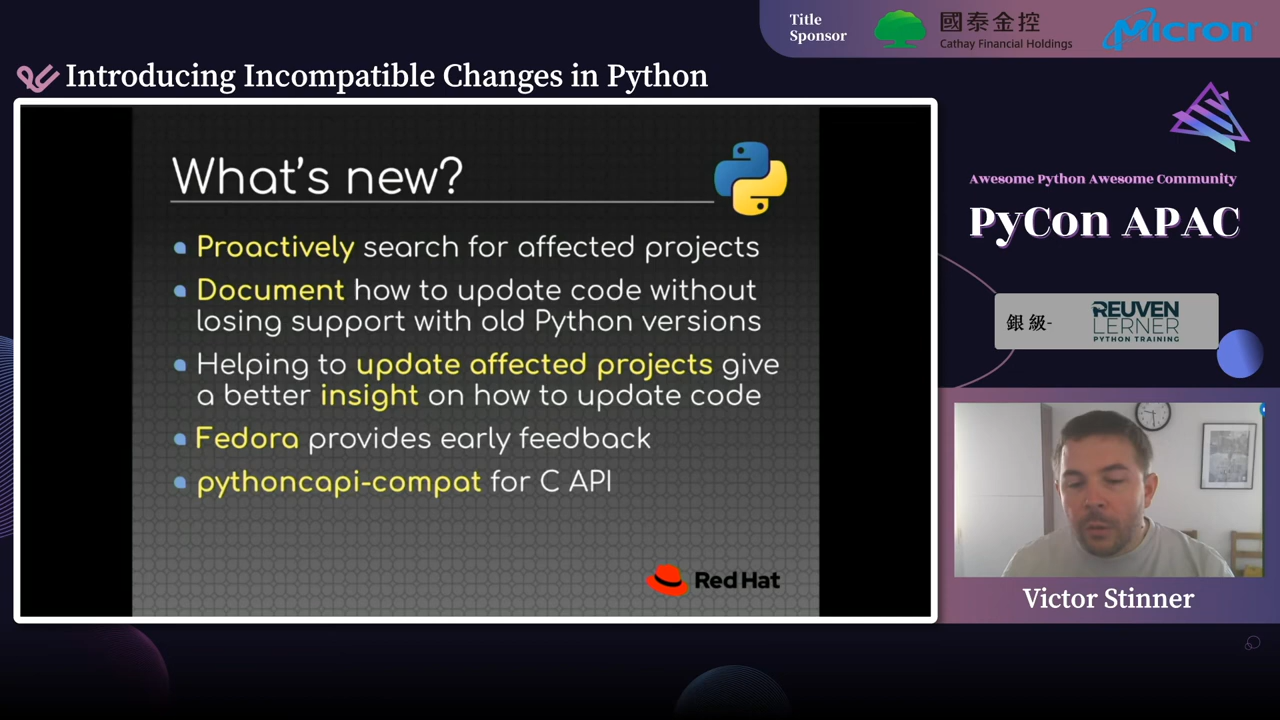 Title
Sponsor
國泰金控
Cathay Financial Holdings
Micron
Introducing Incompatible Changes in Python
What's new?
Proactively search for affected projects
Document how to update code without
losing support with old Python versions
Helping to update affected projects give
a better insight on how to update code
Fedora provides early feedback
pythoncapi-compat for C API
Red Hat
Awesome Python Awesome Community
PyCon APAC
銀級-
REUVEN
LERNER
PYTHON TRAINING
Victor Stinner